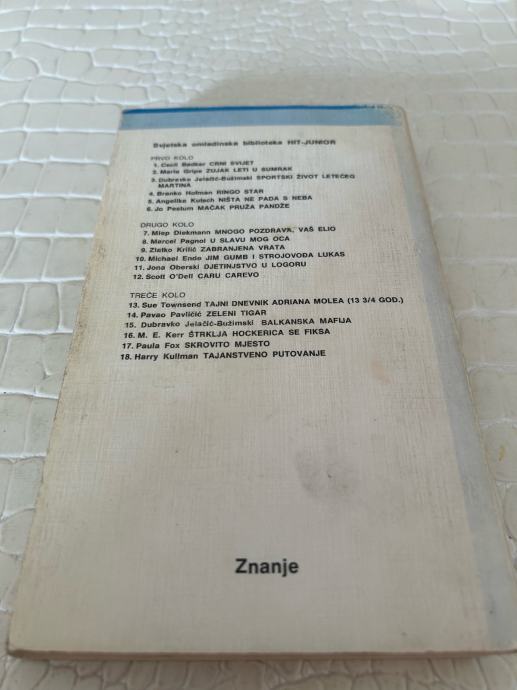 Svjetska omladinska biblioteka HIT-JUNIOR
PRVO KOLO
1. Cecil Bødker CRNI SVIJET
2. Maria Gripe ZUJAK LETI U SUMRAK
3. Dubravko Jelačić-Bužimski SPORTSKI ŽIVOT LETEĆEG
MARTINA
4. Branko Hofman RINGO STAR
5. Angelika Kutsch NIŠTA NE PADA S NEBA
6. Jo Pestum MAČAK PRUŽA PANDŽE
DRUGO KOLO
7. Miep Diekmann MNOGO POZDRAVA, VAŠ ELIO
8. Marcel Pagnol U SLAVU MOG OCA
9. Zlatko Krilić ZABRANJENA VRATA
10. Michael Ende JIM GUMB I STROJOVOĐA LUKAS
11. Jona Oberski DJETINJSTVO U LOGORU
12. Scott O'Dell CARU CAREVO
TREĆE KOLO
13. Sue Townsend TAJNI DNEVNIK ADRIANA MOLEA (13 3/4 GOD.)
14. Pavao Pavličić ZELENI TIGAR
15. Dubravko Jelačić-Bužimski BALKANSKA MAFIJA
16. M. E. Kerr ŠTRKLJA HOCKERICA SE FIKSA
17. Paula Fox SKROVITO MJESTO
18. Harry Kullman TAJANSTVENO PUTOVANJE
Znanje